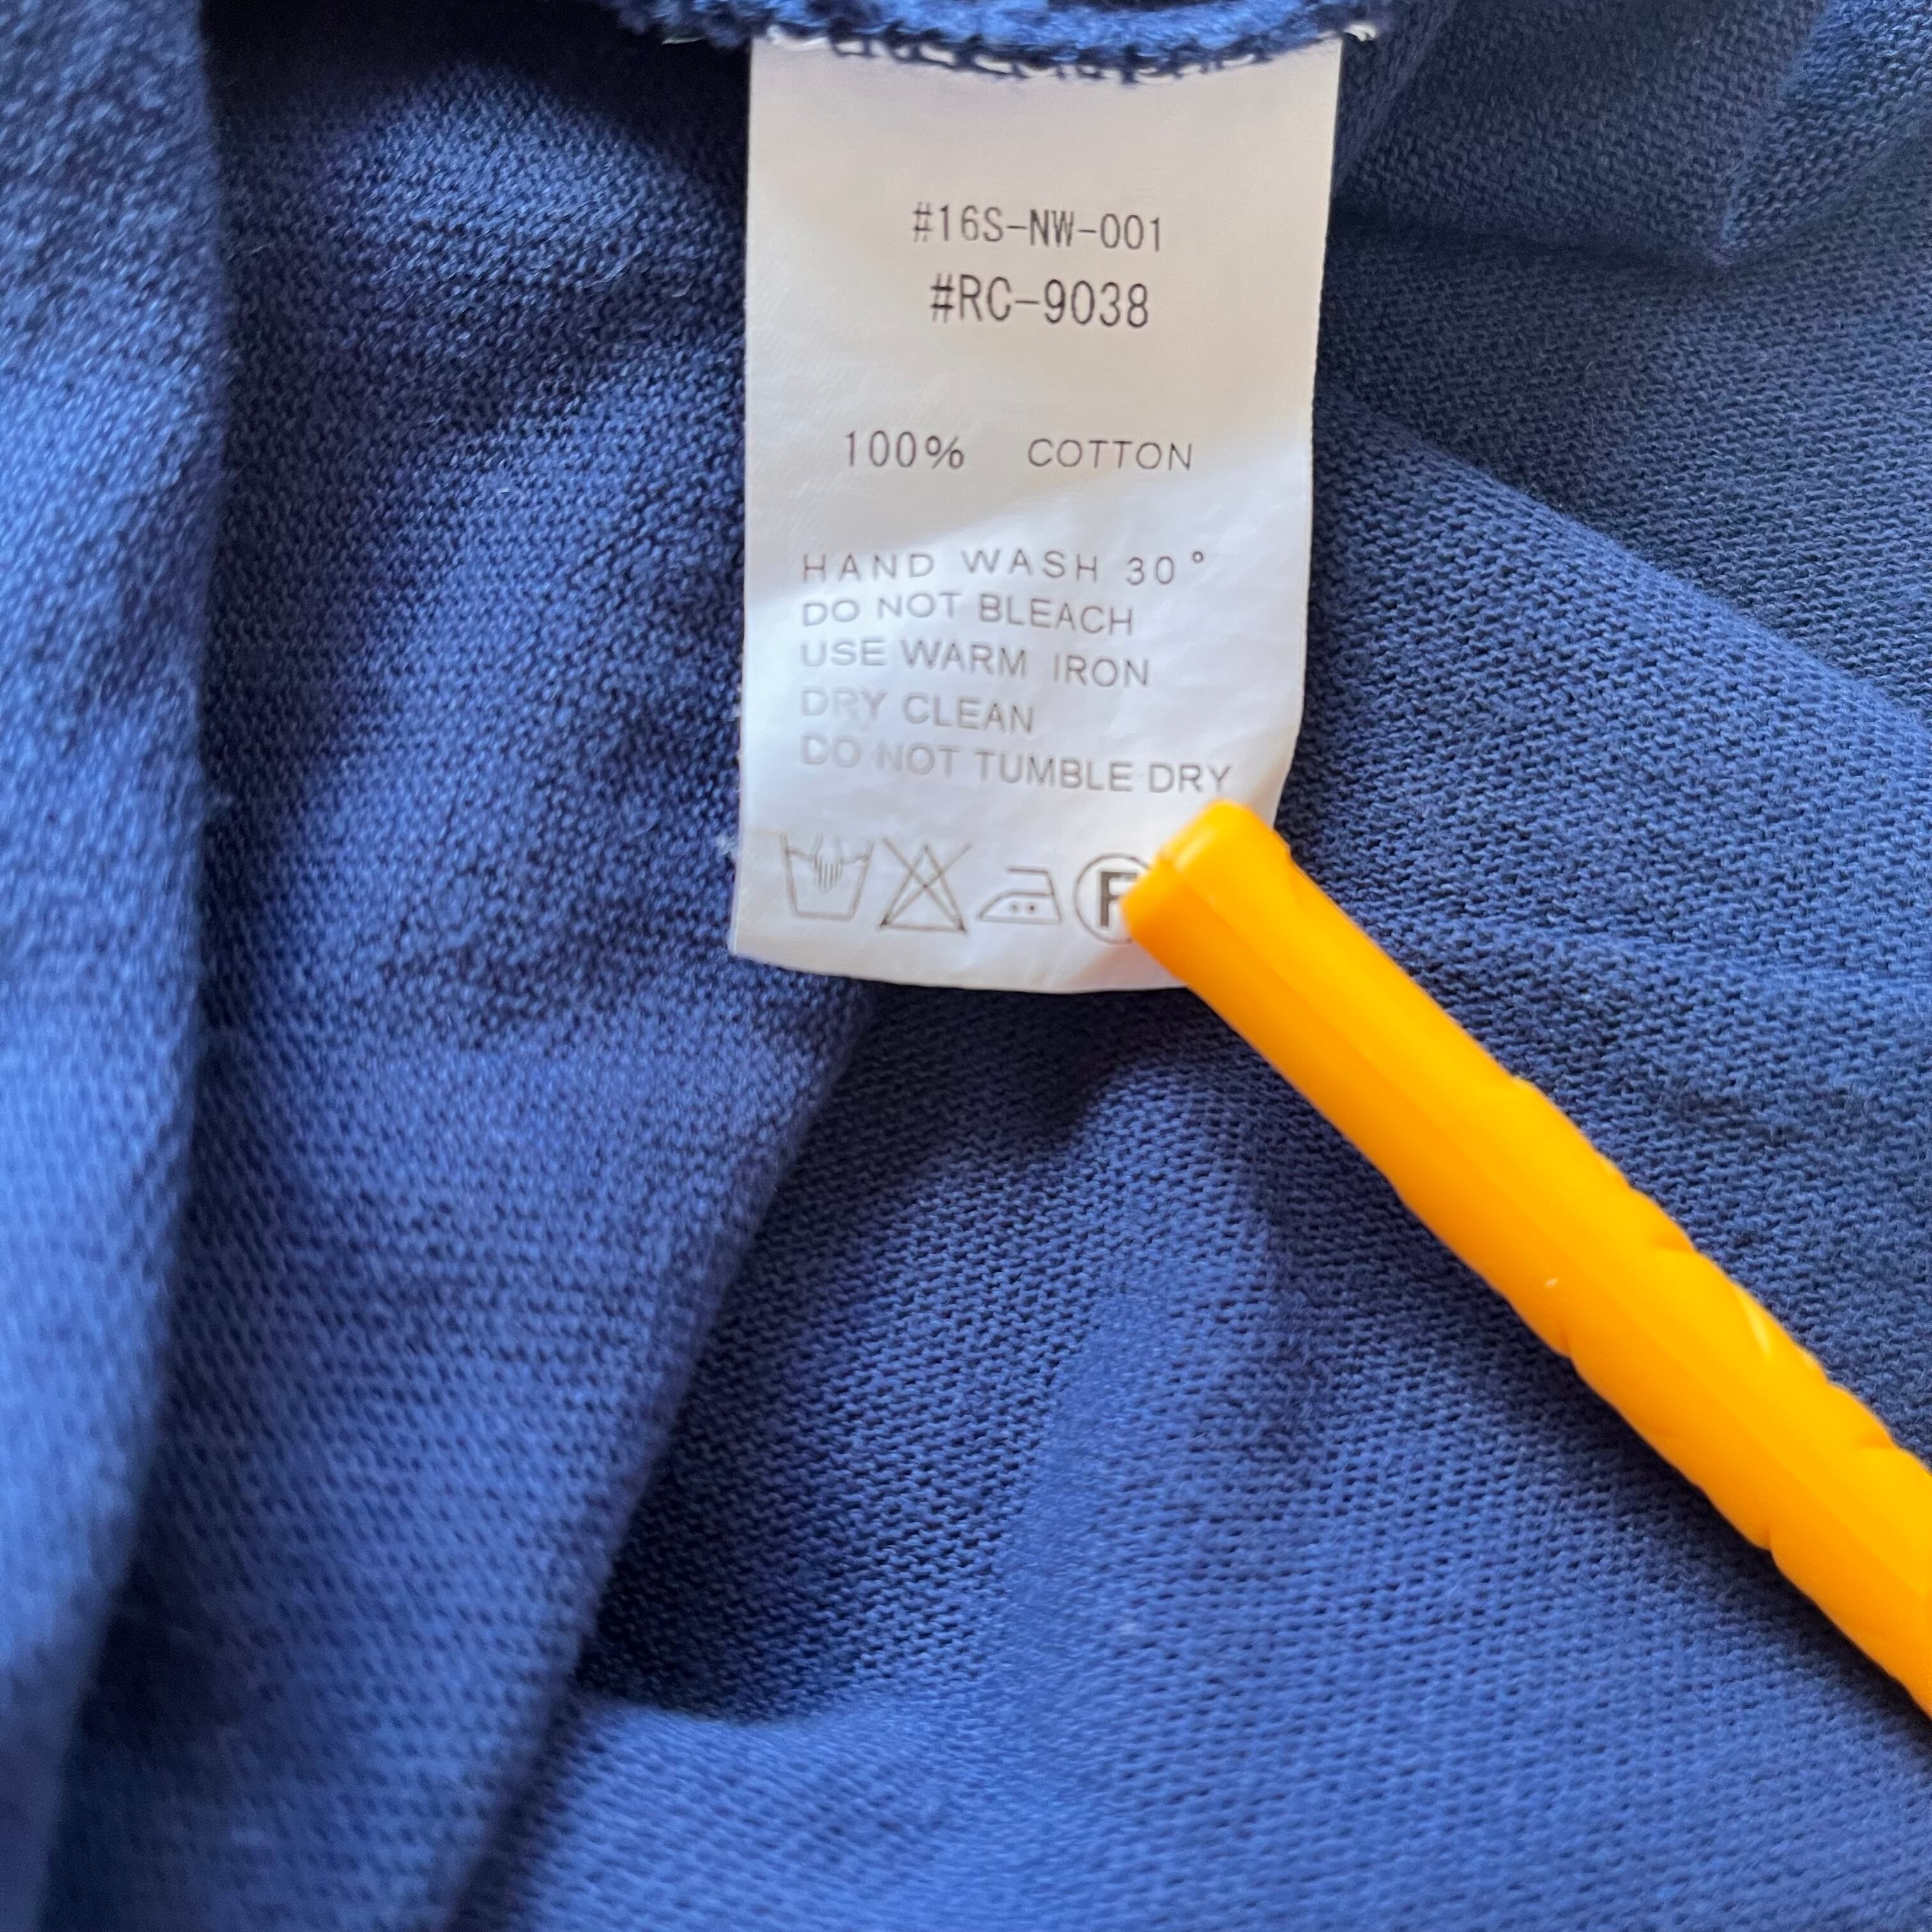 #16S-NW-001
#RC-9038
100% COTTON
HAND WASH 30°
DO NOT BLEACH
USE WARM IRON
DRY CLEAN
DO NOT TUMBLE DRY
F